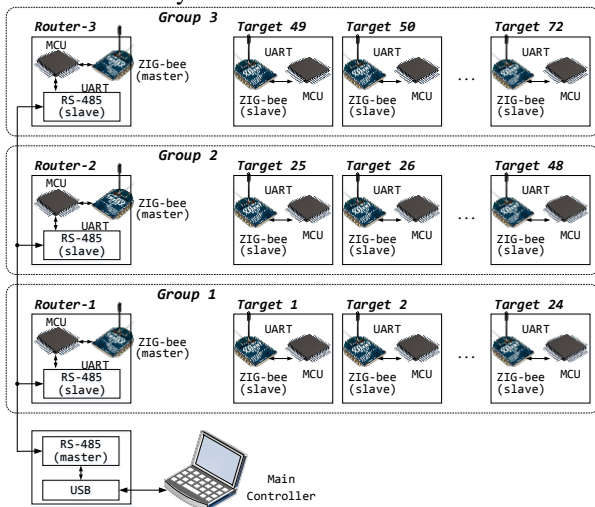 Group 3
Router-3
Target 49
Target 50
Target 72
MCU
UART
UART
UART
ZIG-bee
(master)
UART
RS-485
(slave)
ZIG-bee
(slave)
MCU
ZIG-bee
(slave)
MCU
...
ZIG-bee
(slave)
MCU
Group 2
Router-2
Target 25
Target 26
Target 48
MCU
UART
UART
UART
ZIG-bee
(master)
UART
RS-485
(slave)
ZIG-bee
(slave)
MCU
ZIG-bee
(slave)
MCU
...
ZIG-bee
(slave)
MCU
Group 1
Router-1
Target 1
Target 2
Target 24
MCU
UART
UART
UART
ZIG-bee
(master)
UART
RS-485
(slave)
ZIG-bee
(slave)
MCU
ZIG-bee
(slave)
MCU
...
ZIG-bee
(slave)
MCU
RS-485
(master)
USB
Main
Controller